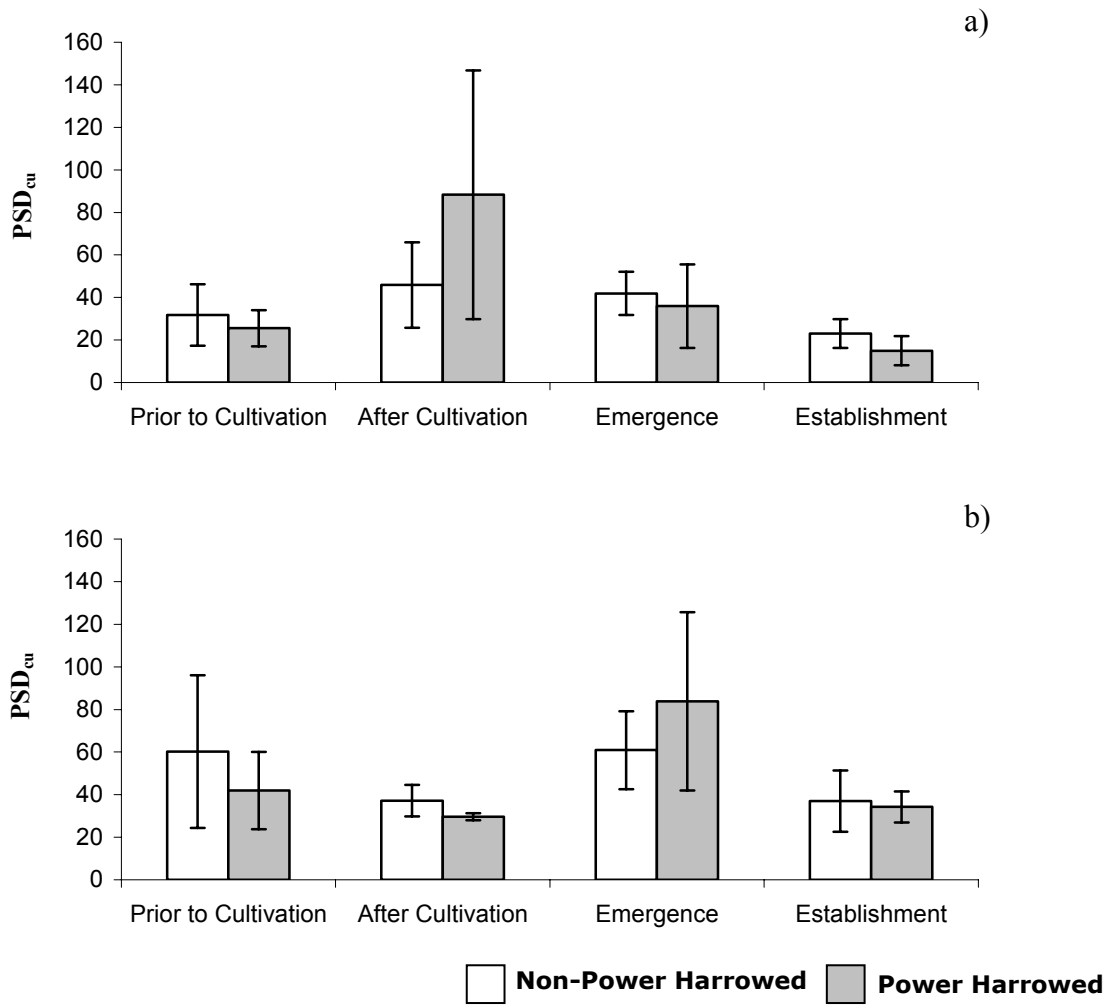 a)
160
140
120
100
80
60
40
20
0
PSDcu
Prior to Cultivation After Cultivation Emergence Establishment
b)
160
140
120
100
80
60
40
20
0
PSDcu
Prior to Cultivation After Cultivation Emergence Establishment
Non-Power Harrowed Power Harrowed